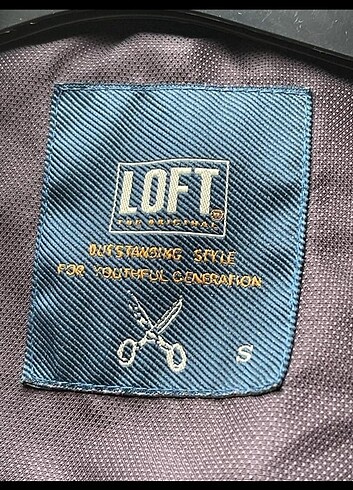 LOFT®
THE ORIGINAL
OUTSTANDING STYLE
FOR YOUTHFUL GENERATION
S